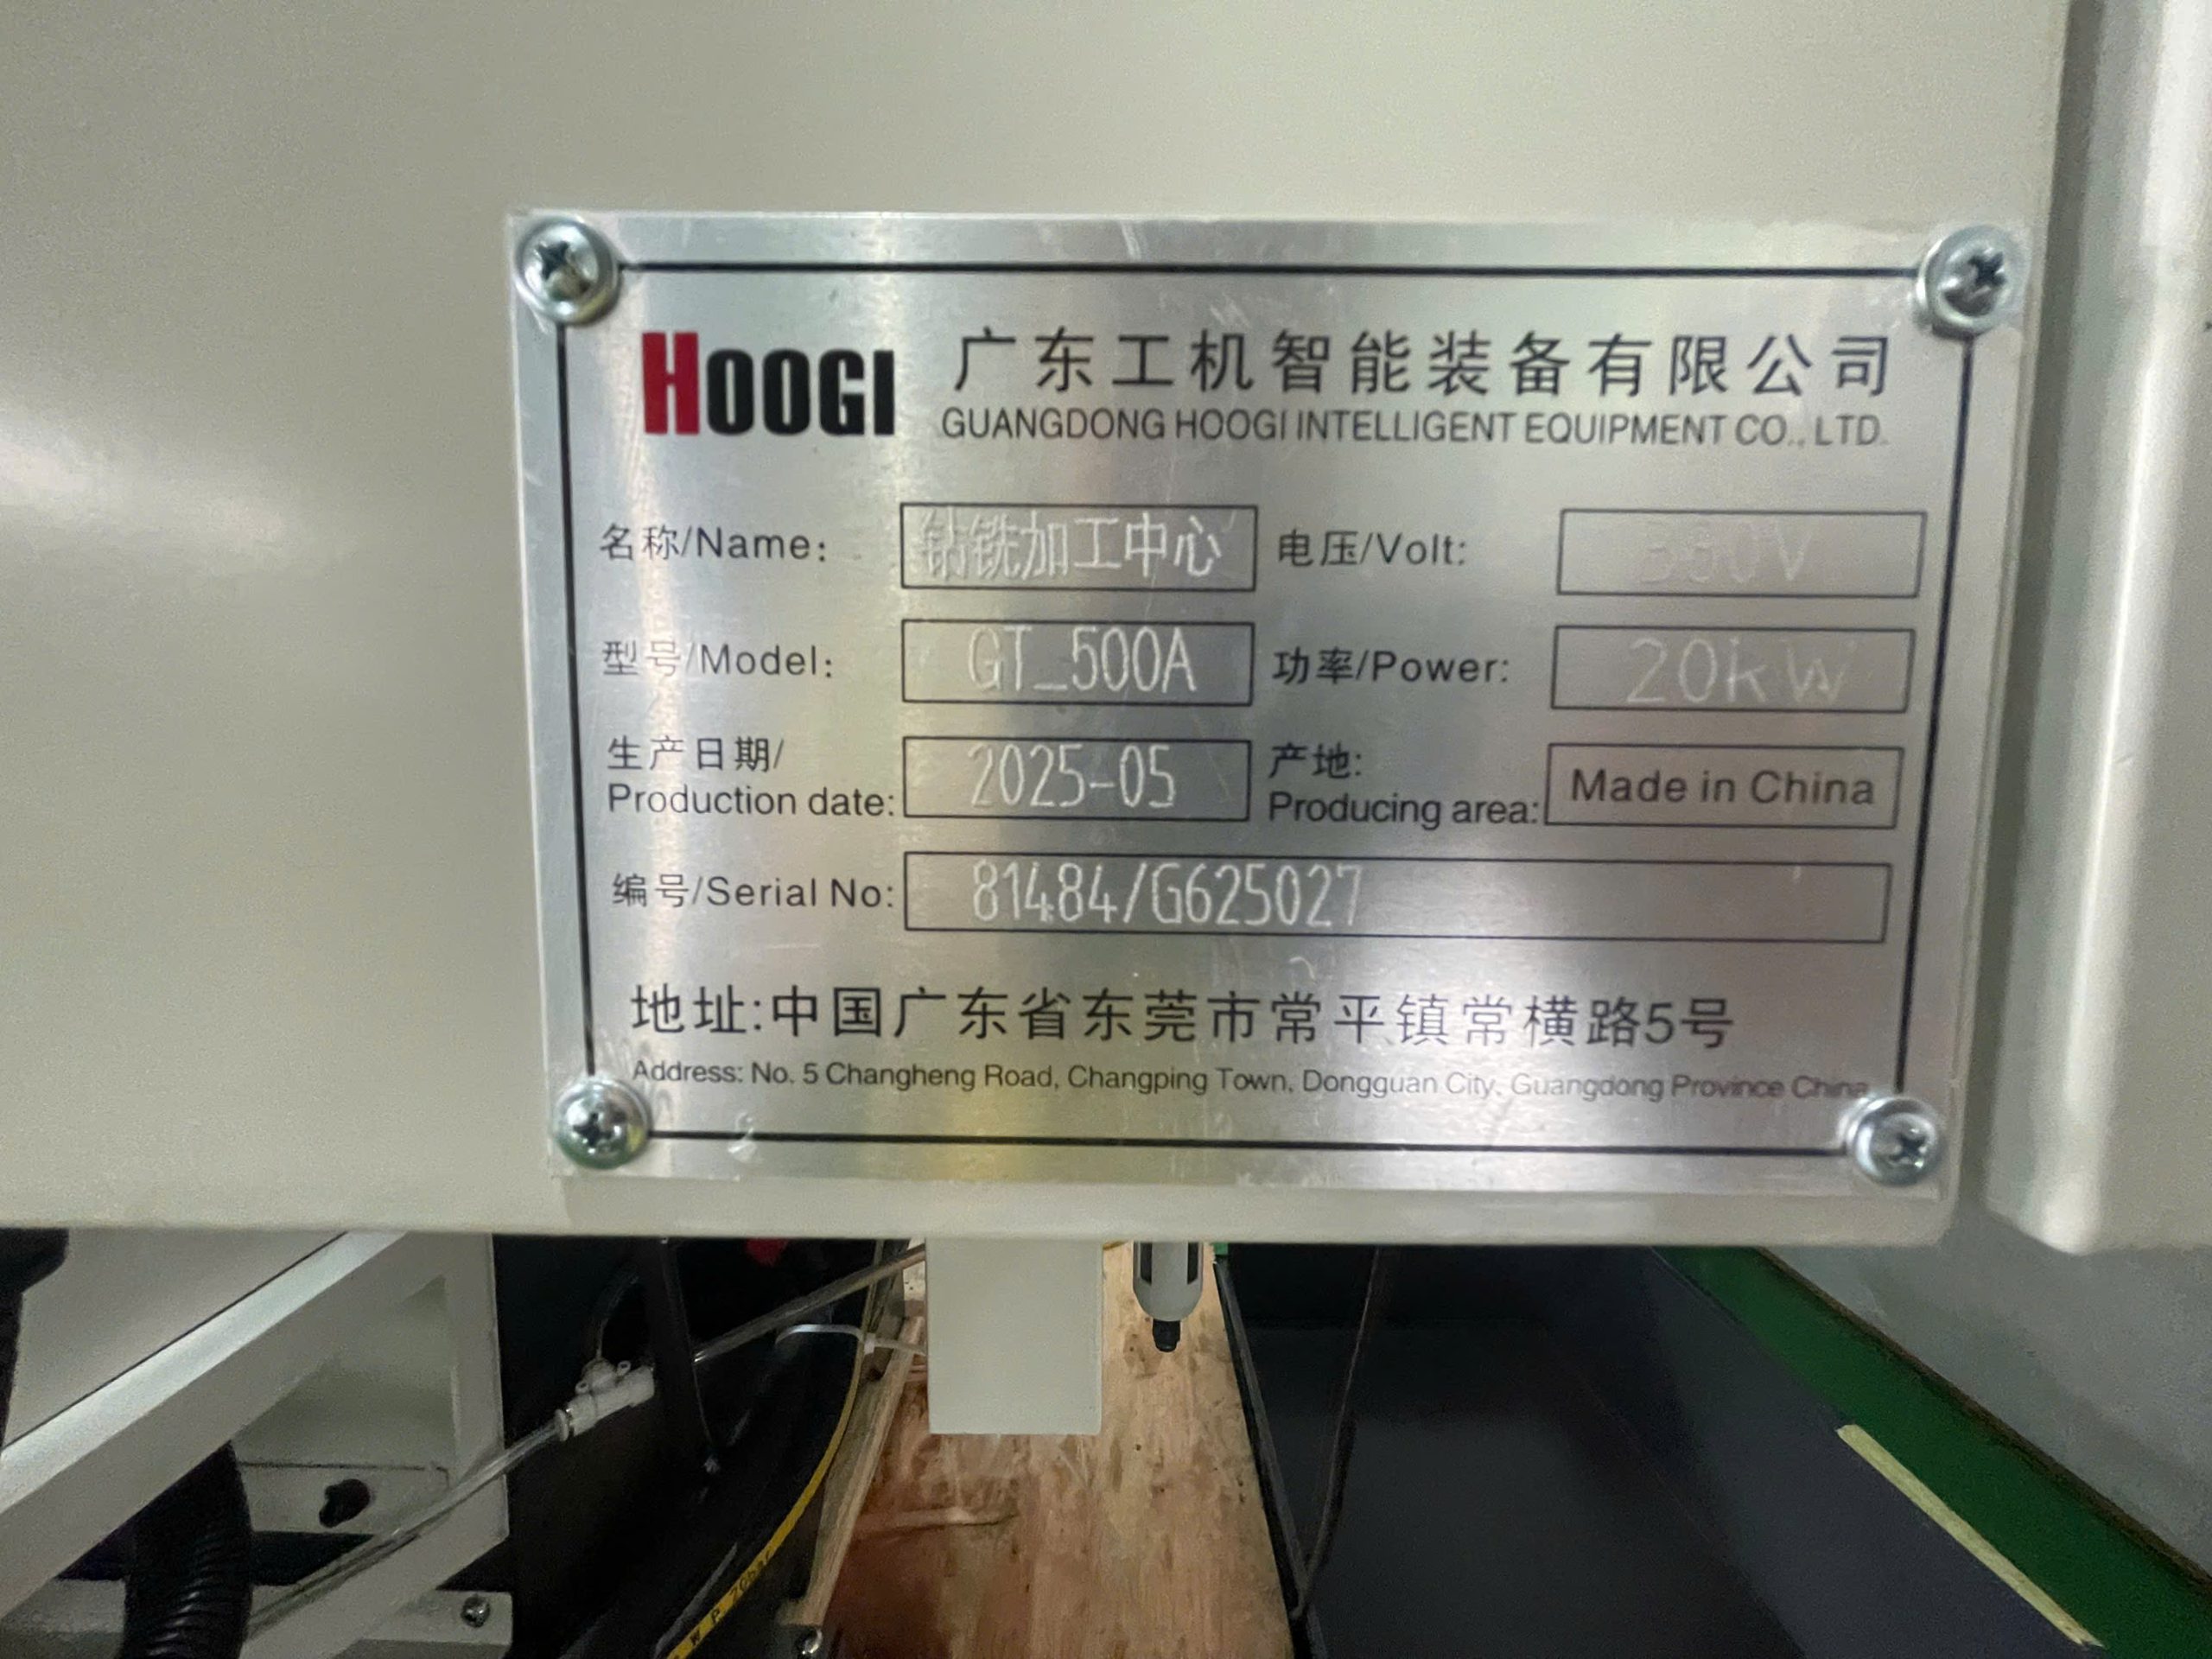 HOOGI 广东工机智能装备有限公司
GUANGDONG HOOGI INTELLIGENT EQUIPMENT CO., LTD.
名称/Name: 钻铣加工中心 电压/Volt: 380V
型号/Model: GT_500A 功率/Power: 20kW
生产日期/ 产地:
Production date: 2025-05 Producing area: Made in China
编号/Serial No: 81484/G625027
地址:中国广东省东莞市常平镇常横路5号
Address: No. 5 Changheng Road, Changping Town, Dongguan City, Guangdong Province China